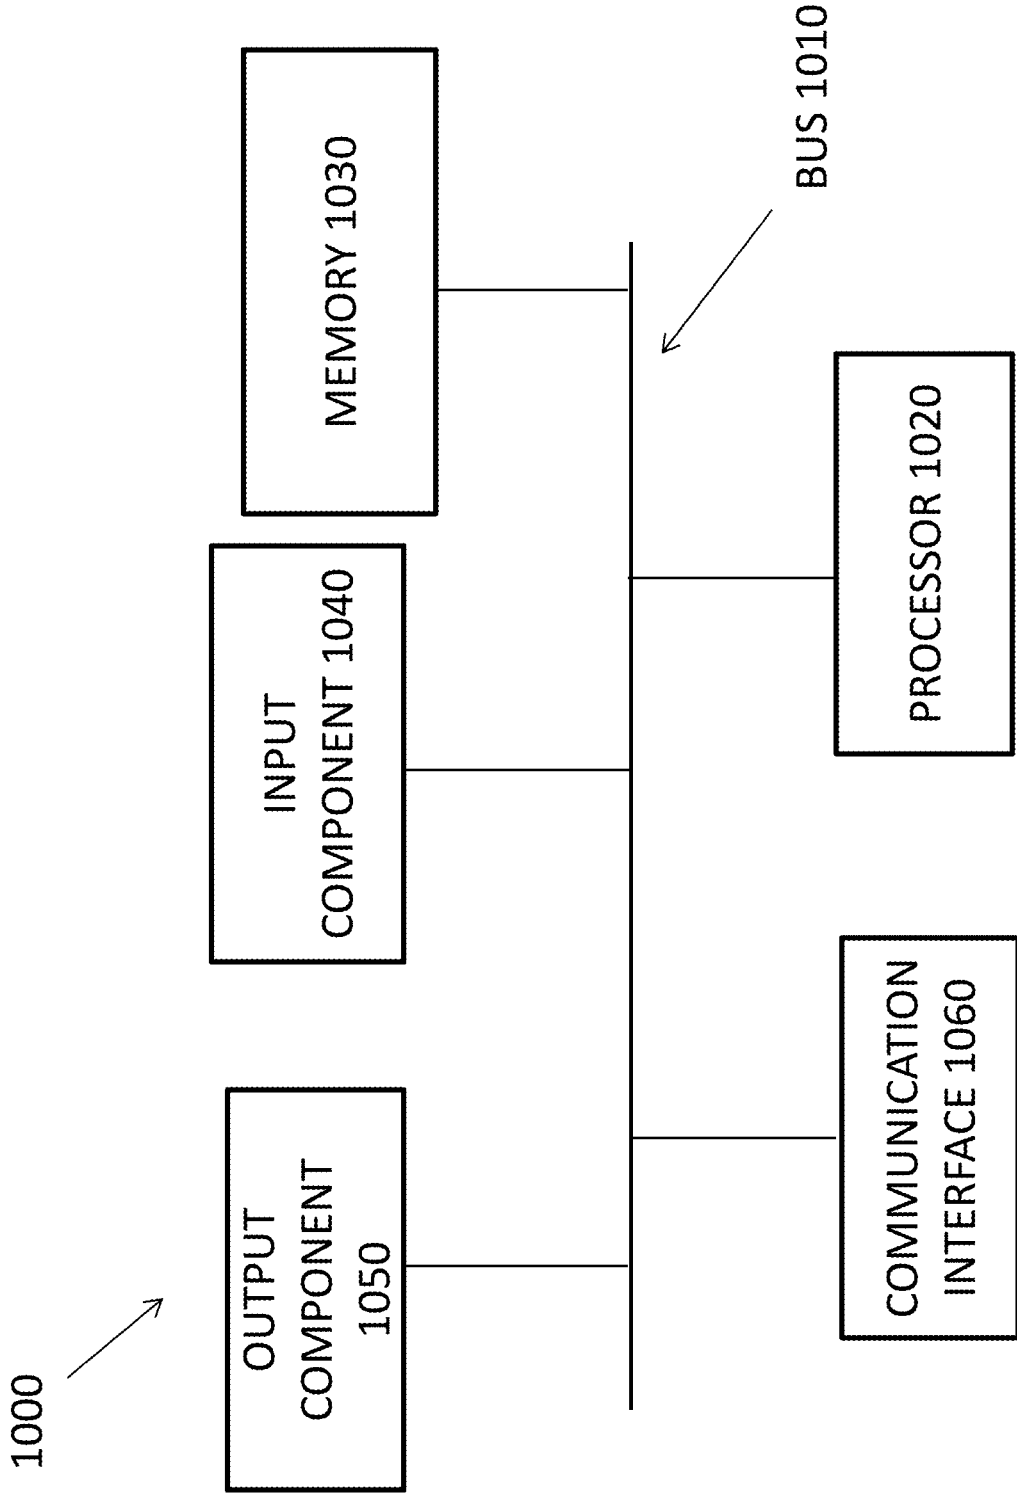 1000
OUTPUT
COMPONENT
1050
INPUT
COMPONENT 1040
MEMORY 1030
BUS 1010
COMMUNICATION
INTERFACE 1060
PROCESSOR 1020